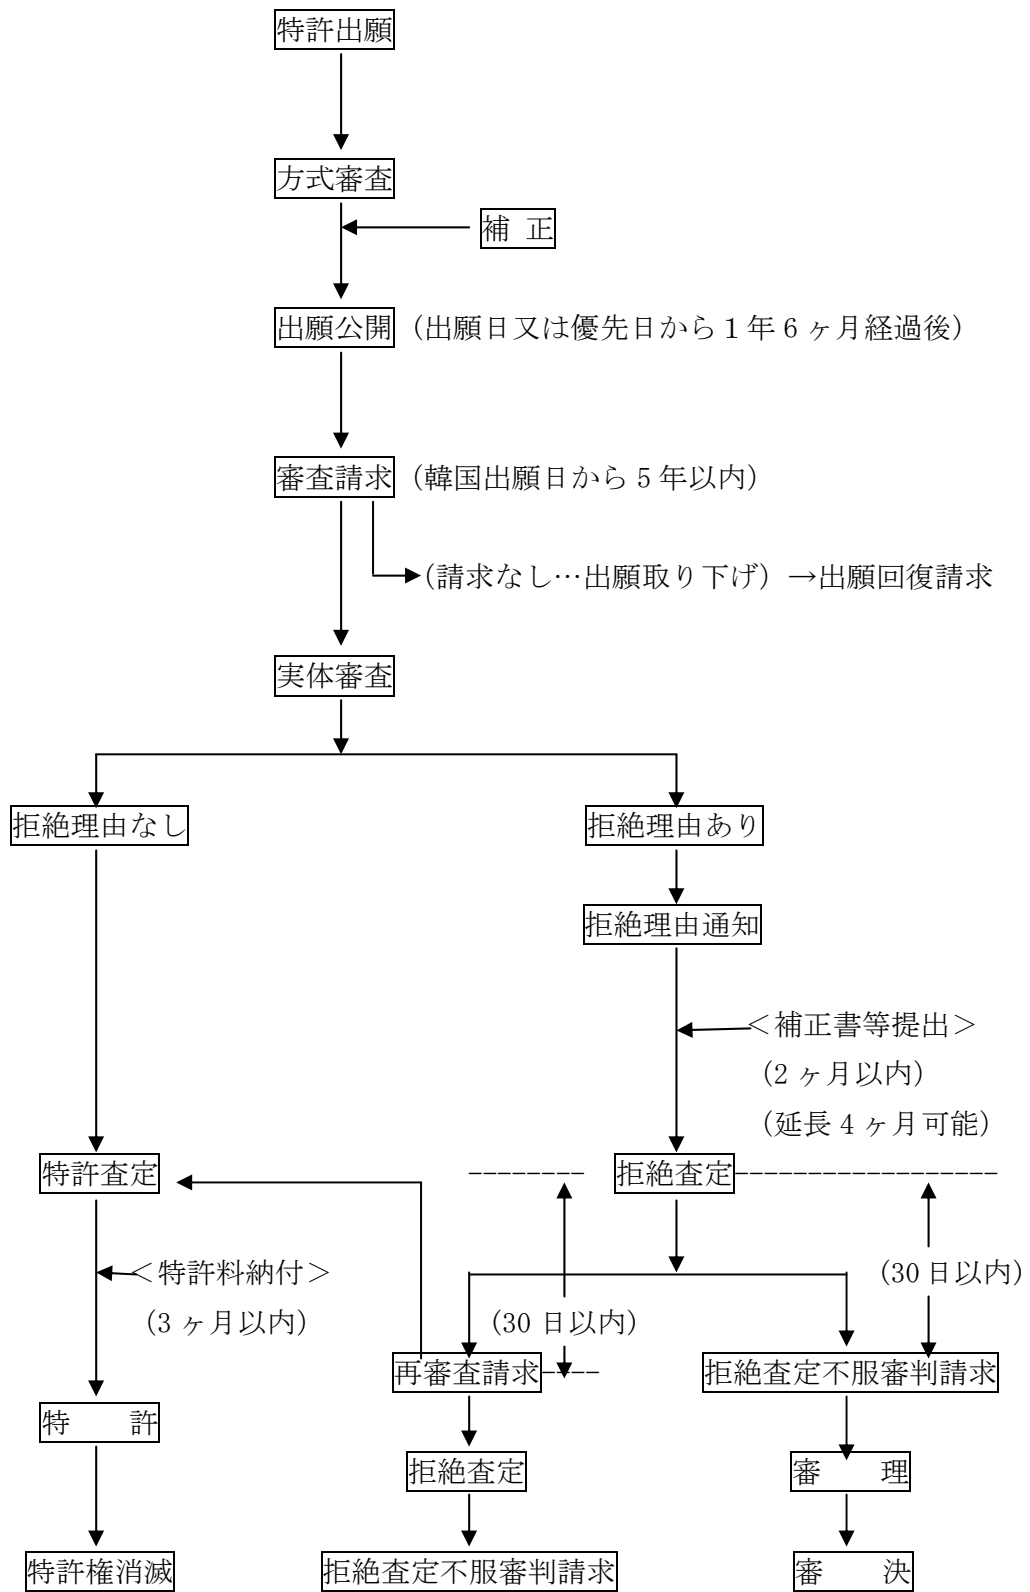 特許出願
方式審査
補 正
出願公開 (出願日又は優先日から１年６ヶ月経過後)
審査請求 (韓国出願日から５年以内)
(請求なし…出願取り下げ) →出願回復請求
実体審査
拒絶理由なし 拒絶理由あり
拒絶理由通知
＜補正書等提出＞
(2ヶ月以内)
(延長4ヶ月可能)
特許査定 拒絶査定
＜特許料納付＞ (30日以内)
(3ヶ月以内) (30日以内)
再審査請求 拒絶査定不服審判請求
特 許
拒絶査定 審 理
特許権消滅 拒絶査定不服審判請求 審 決